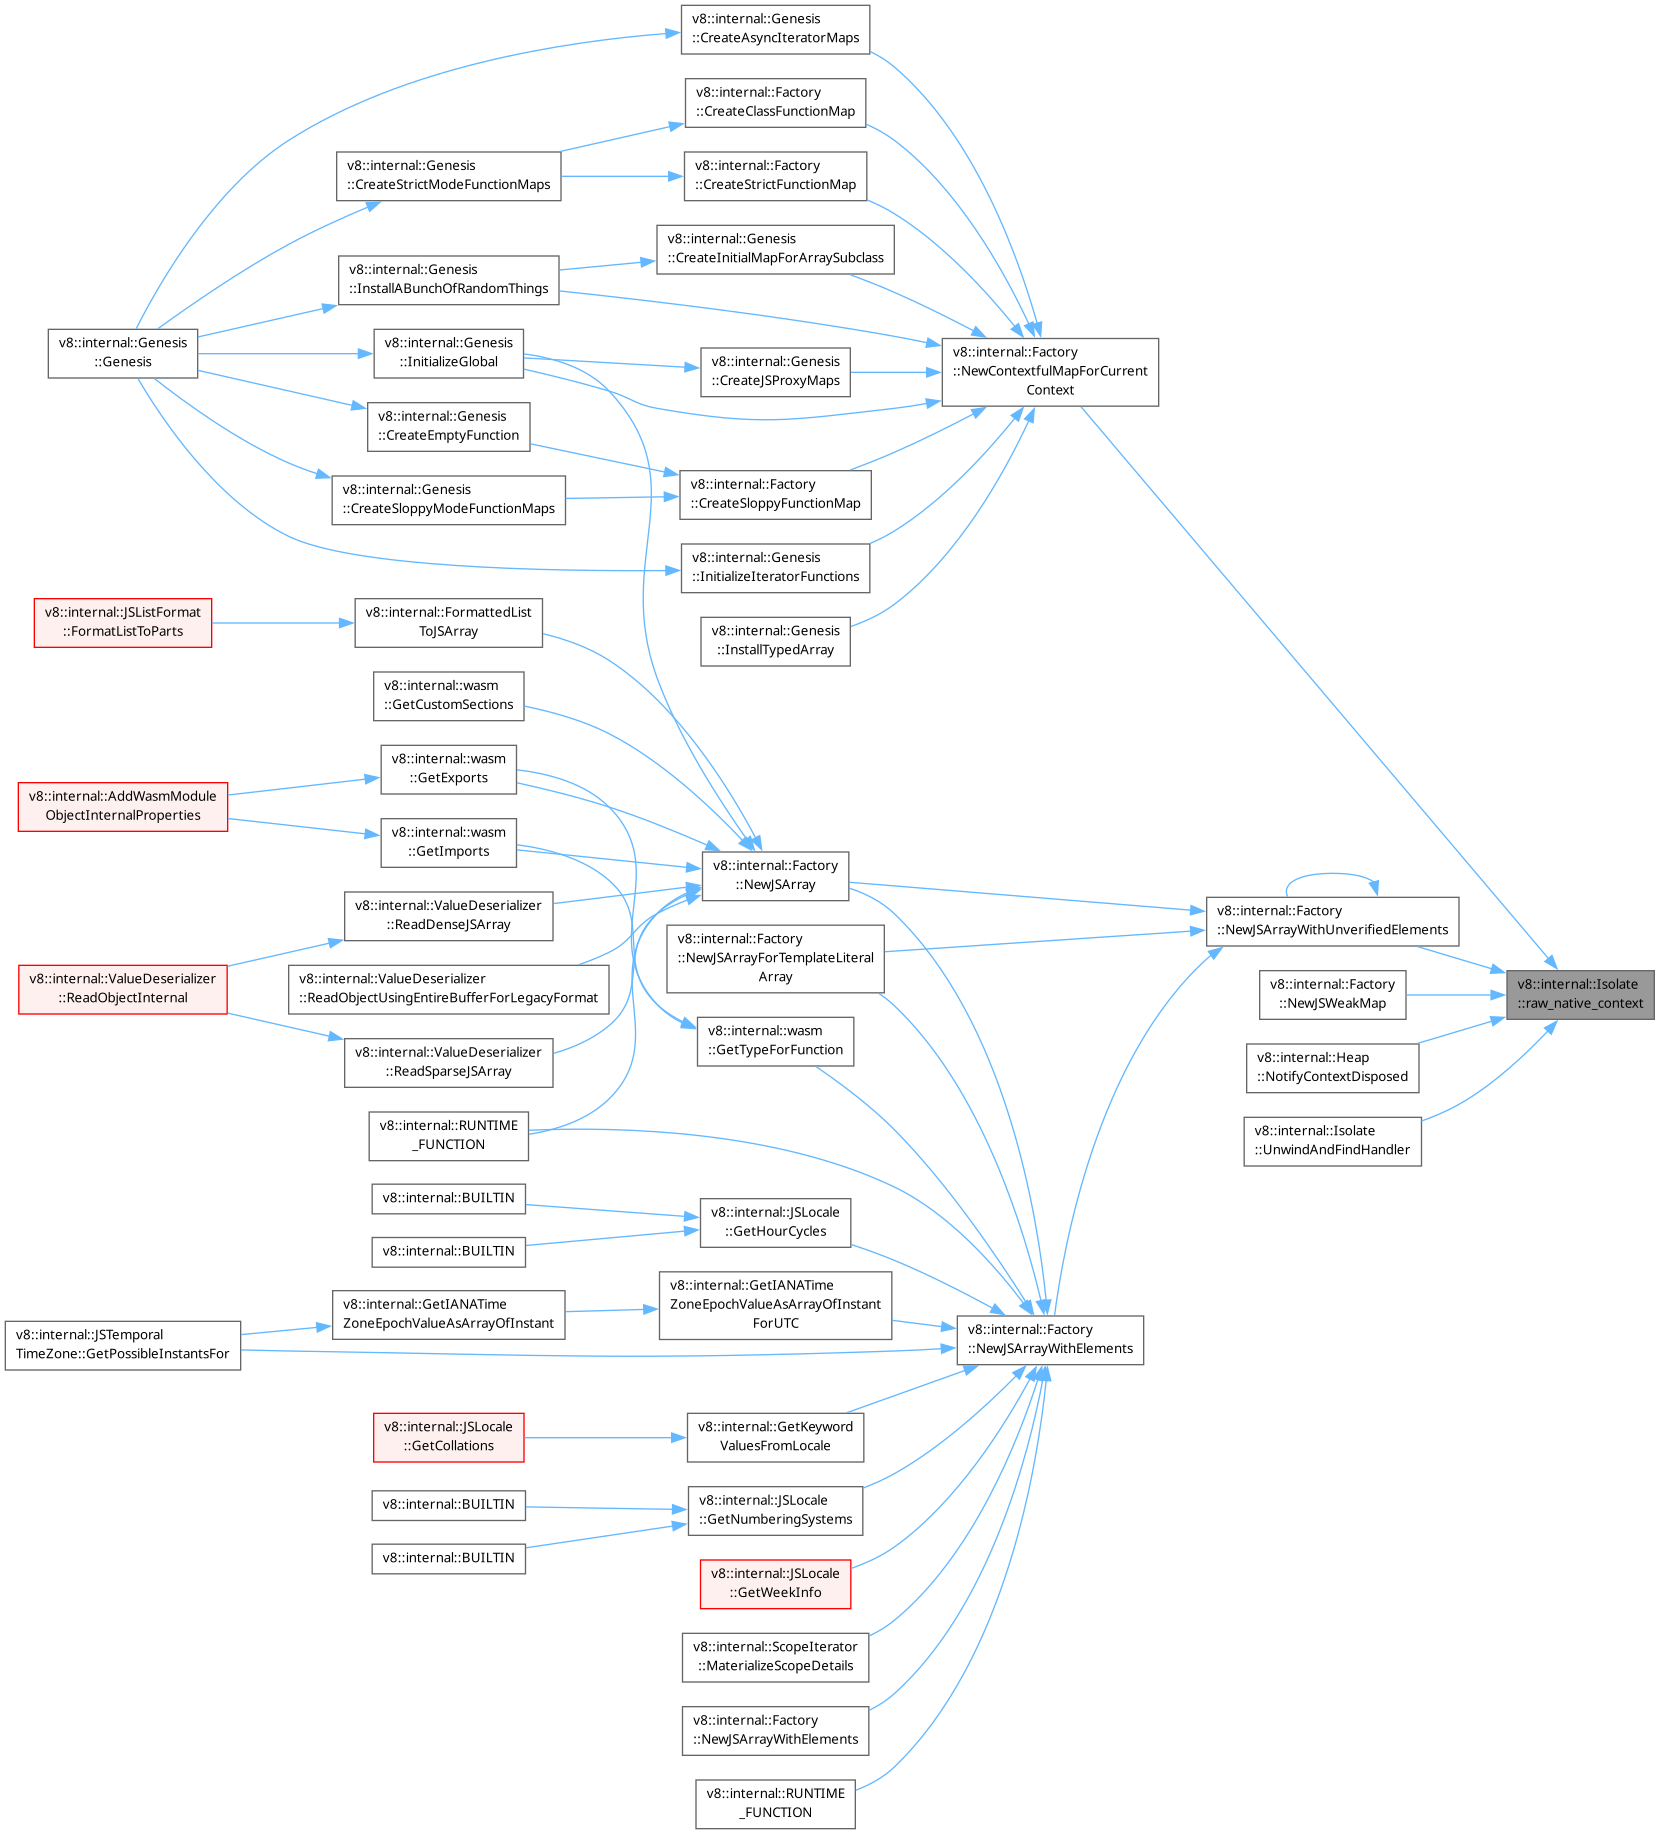 v8::internal::Genesis
::CreateAsyncIteratorMaps
v8::internal::Factory
::CreateClassFunctionMap
v8::internal::Genesis
::CreateStrictModeFunctionMaps
v8::internal::Factory
::CreateStrictFunctionMap
v8::internal::Genesis
::CreateInitialMapForArraySubclass
v8::internal::Genesis
::InstallABunchOfRandomThings
v8::internal::Genesis
::Genesis
v8::internal::Genesis
::InitializeGlobal
v8::internal::Genesis
::CreateJSProxyMaps
v8::internal::Factory
::NewContextfulMapForCurrent
Context
v8::internal::Genesis
::CreateEmptyFunction
v8::internal::Genesis
::CreateSloppyModeFunctionMaps
v8::internal::Factory
::CreateSloppyFunctionMap
v8::internal::Genesis
::InitializeIteratorFunctions
v8::internal::JSListFormat
::FormatListToParts
v8::internal::FormattedList
ToJSArray
v8::internal::Genesis
::InstallTypedArray
v8::internal::wasm
::GetCustomSections
v8::internal::wasm
::GetExports
v8::internal::AddWasmModule
ObjectInternalProperties
v8::internal::wasm
::GetImports
v8::internal::Factory
::NewJSArray
v8::internal::ValueDeserializer
::ReadDenseJSArray
v8::internal::Factory
::NewJSArrayWithUnverifiedElements
v8::internal::Factory
::NewJSArrayForTemplateLiteral
Array
v8::internal::ValueDeserializer
::ReadObjectInternal
v8::internal::ValueDeserializer
::ReadObjectUsingEntireBufferForLegacyFormat
v8::internal::Factory
::NewJSWeakMap
v8::internal::Isolate
::raw_native_context
v8::internal::wasm
::GetTypeForFunction
v8::internal::ValueDeserializer
::ReadSparseJSArray
v8::internal::Heap
::NotifyContextDisposed
v8::internal::RUNTIME
_FUNCTION
v8::internal::Isolate
::UnwindAndFindHandler
v8::internal::BUILTIN
v8::internal::JSLocale
::GetHourCycles
v8::internal::BUILTIN
v8::internal::GetIANATime
ZoneEpochValueAsArrayOfInstant
ForUTC
v8::internal::GetIANATime
ZoneEpochValueAsArrayOfInstant
v8::internal::JSTemporal
TimeZone::GetPossibleInstantsFor
v8::internal::Factory
::NewJSArrayWithElements
v8::internal::JSLocale
::GetCollations
v8::internal::GetKeyword
ValuesFromLocale
v8::internal::BUILTIN
v8::internal::JSLocale
::GetNumberingSystems
v8::internal::BUILTIN
v8::internal::JSLocale
::GetWeekInfo
v8::internal::ScopeIterator
::MaterializeScopeDetails
v8::internal::Factory
::NewJSArrayWithElements
v8::internal::RUNTIME
_FUNCTION